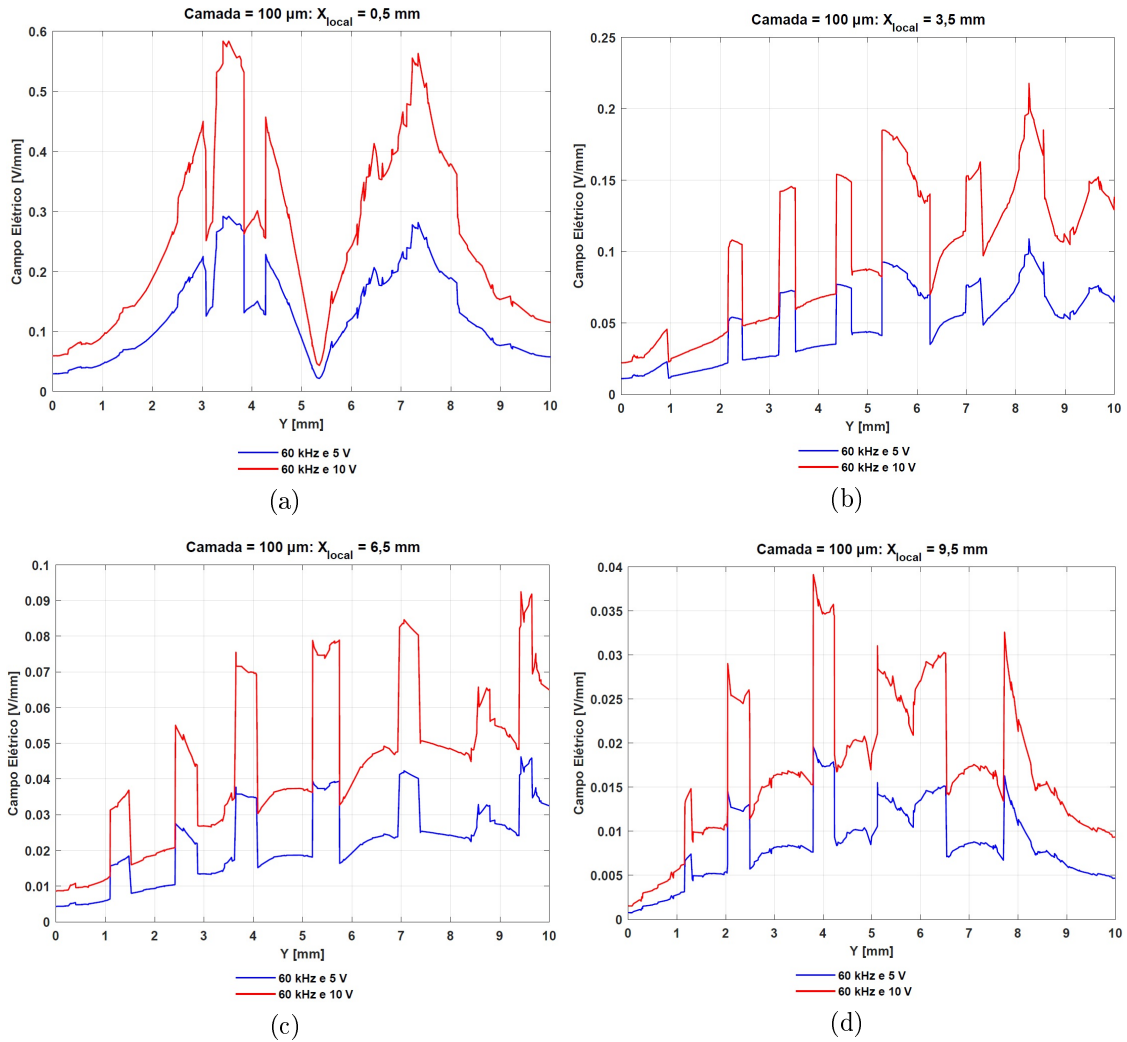 Camada = 100 µm: Xlocal = 0,5 mm
Campo Elétrico [V/mm]
0.6
0.5
0.4
0.3
0.2
0.1
0
0 1 2 3 4 5 6 7 8 9 10
Y [mm]
60 kHz e 5 V
60 kHz e 10 V
(a)
Camada = 100 µm: Xlocal = 3,5 mm
Campo Elétrico [V/mm]
0.25
0.2
0.15
0.1
0.05
0
0 1 2 3 4 5 6 7 8 9 10
Y [mm]
60 kHz e 5 V
60 kHz e 10 V
(b)
Camada = 100 µm: Xlocal = 6,5 mm
Campo Elétrico [V/mm]
0.1
0.09
0.08
0.07
0.06
0.05
0.04
0.03
0.02
0.01
0
0 1 2 3 4 5 6 7 8 9 10
Y [mm]
60 kHz e 5 V
60 kHz e 10 V
(c)
Camada = 100 µm: Xlocal = 9,5 mm
Campo Elétrico [V/mm]
0.04
0.035
0.03
0.025
0.02
0.015
0.01
0.005
0
0 1 2 3 4 5 6 7 8 9 10
Y [mm]
60 kHz e 5 V
60 kHz e 10 V
(d)